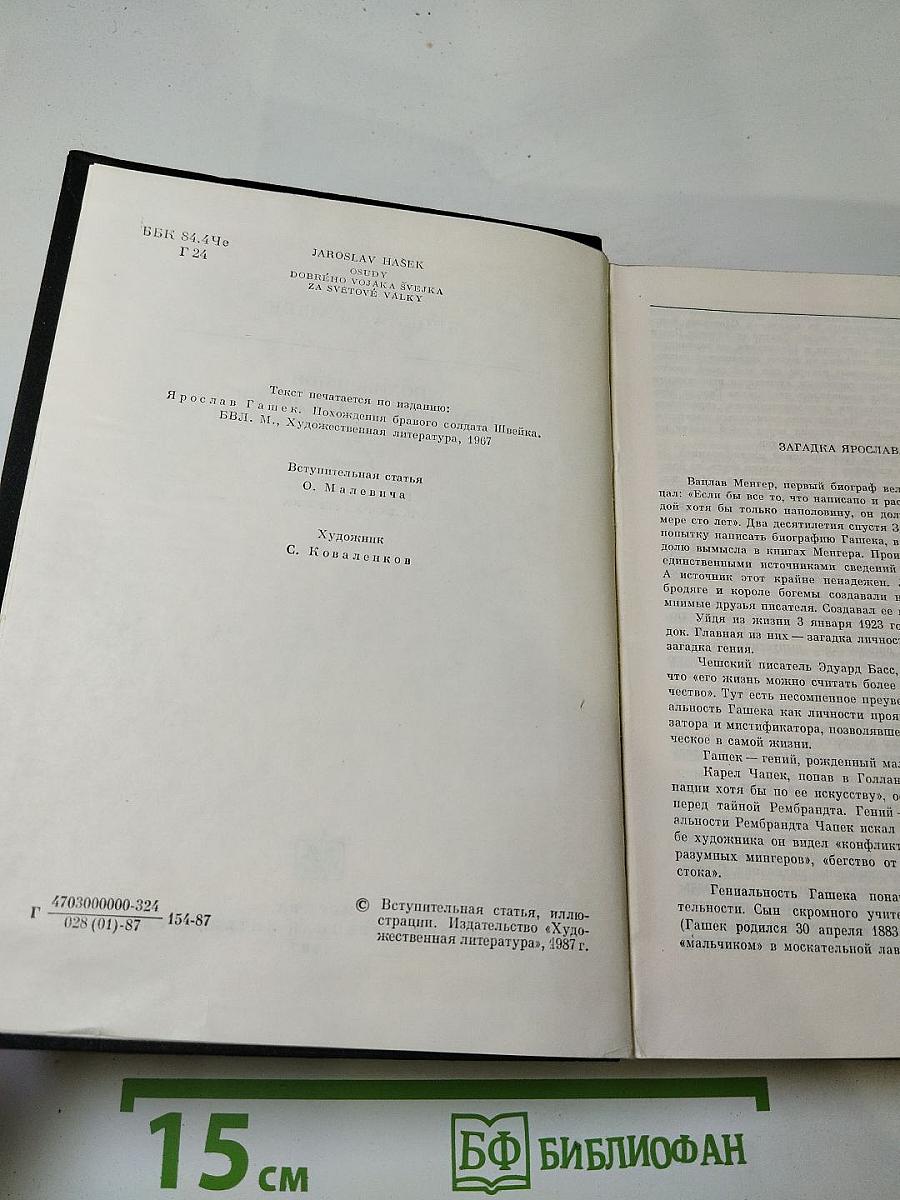 ББК 84.4Че
Г 24
JAROSLAV HAŠEK
OSUDY
DOBRÉHO VOJÁKA ŠVEJKA
ZA SVĚTOVÉ VÁLKY
Текст печатается по изданию:
Ярослав Гашек. Похождения бравого солдата Швейка.
БВЛ. М., Художественная литература, 1967
Вступительная статья
О. Малевича
Художник
С. Коваленков
Г 4703000000-324 154-87
028 (01)-87
© Вступительная статья, иллю-
страции. Издательство «Худо-
жественная литература», 1987 г.
ЗАГАДКА ЯРОСЛАВ
Вацлав Менгер, первый биограф вел
цал: «Если бы все то, что написано и рас
дой хотя бы только наполовину, он дол
мере сто лет». Два десятилетия спустя З
попытку написать биографию Гашека, в
долю вымысла в книгах Менгера. Прои
единственными источниками сведений
А источник этот крайне ненадежен.
бродяге и короле богемы создавали н
мнимые друзья писателя. Создавал ее
Уйдя из жизни 3 января 1923 го
док. Главная из них — загадка личнос
загадка гения.
Чешский писатель Эдуард Басс,
что «его жизнь можно считать более
чество». Тут есть несомненное преуве
альность Гашека как личности проя
затора и мистификатора, позволявше
ческое в самой жизни.
Гашек — гений, рожденный мал
Карел Чапек, попав в Голлан
пации хотя бы по ее искусству», о
перед тайной Рембрандта. Гений —
альности Рембрандта Чапек искал
бе художника он видел «конфликт
разумных мингеров», «бегство от
стока».
Гениальность Гашека пона
тельности. Сын скромного учите
(Гашек родился 30 апреля 1883
«мальчиком» в москательной лав
15 см
БФ БИБЛИОФАН